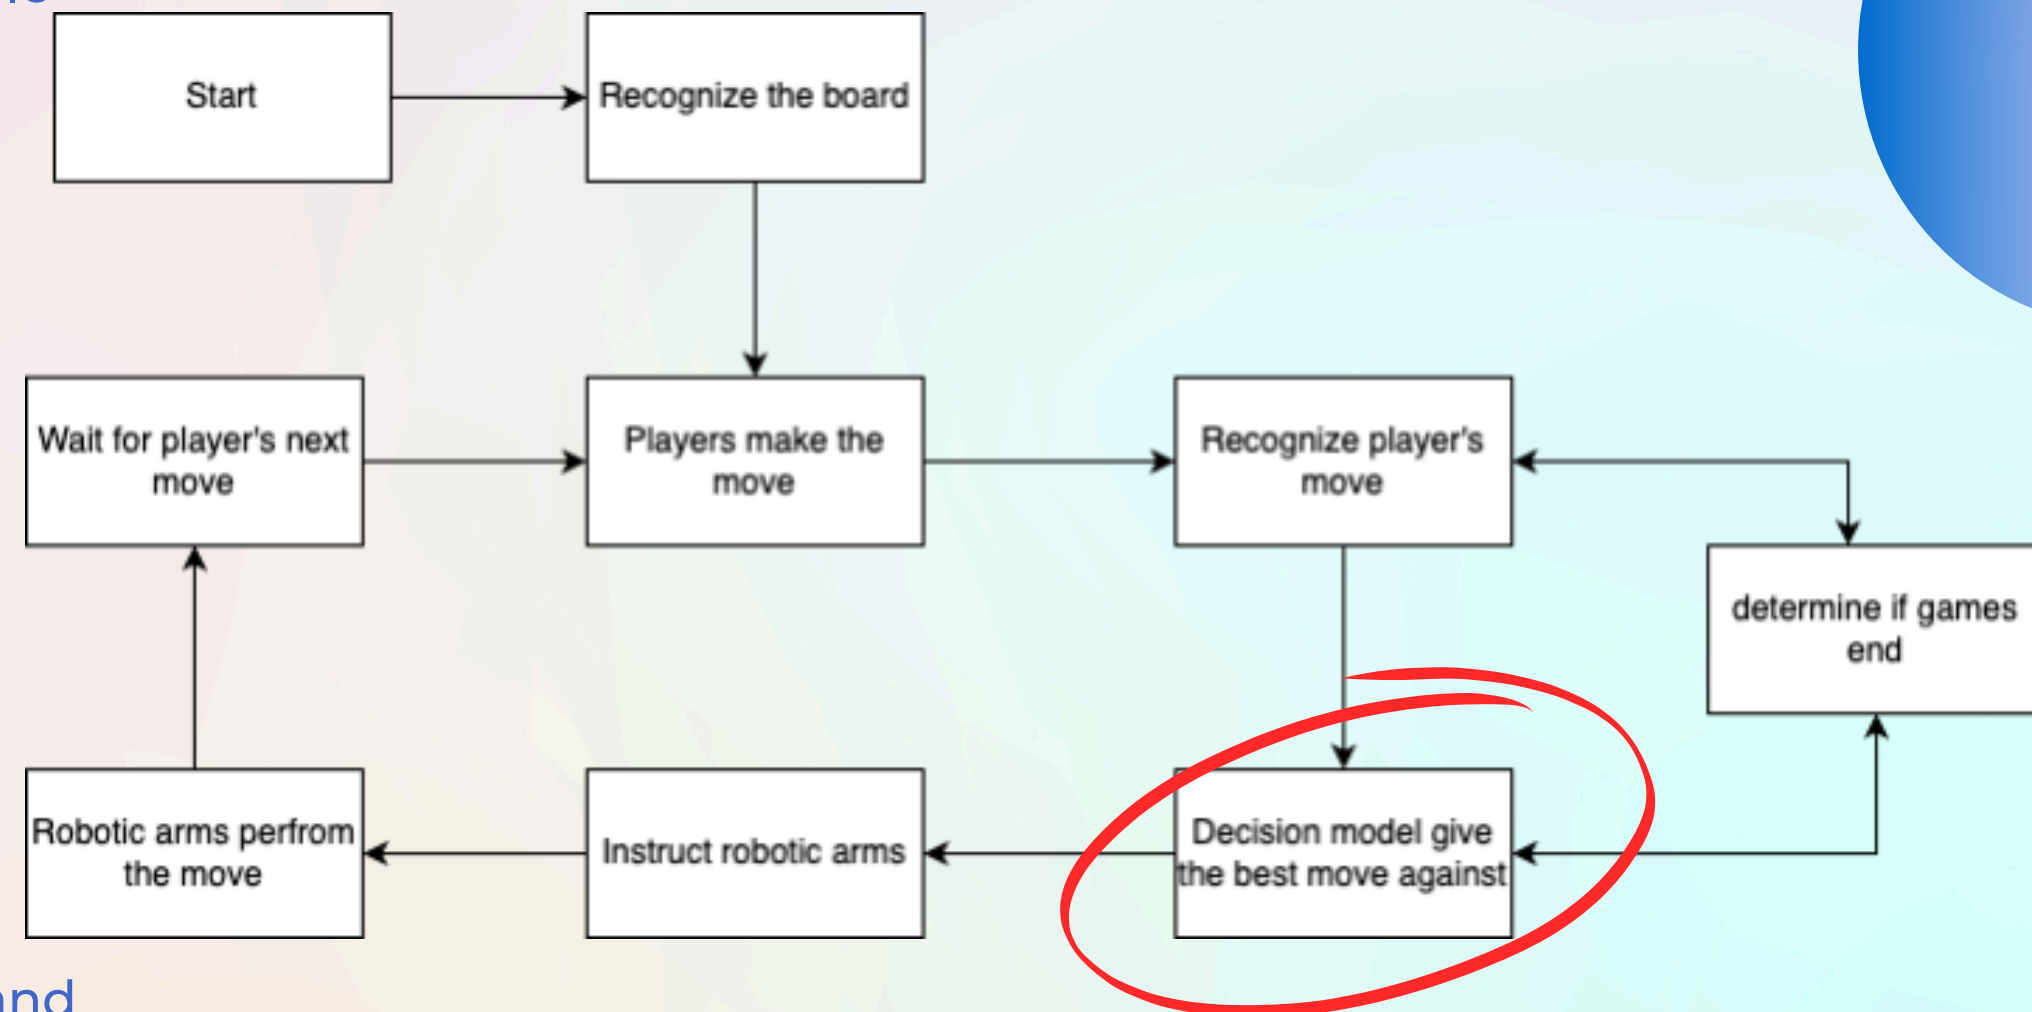 Start
Recognize the board
Wait for player's next
move
Players make the
move
Recognize player's
move
determine if games
end
Robotic arms perfrom
the move
Instruct robotic arms
Decision model give
the best move against